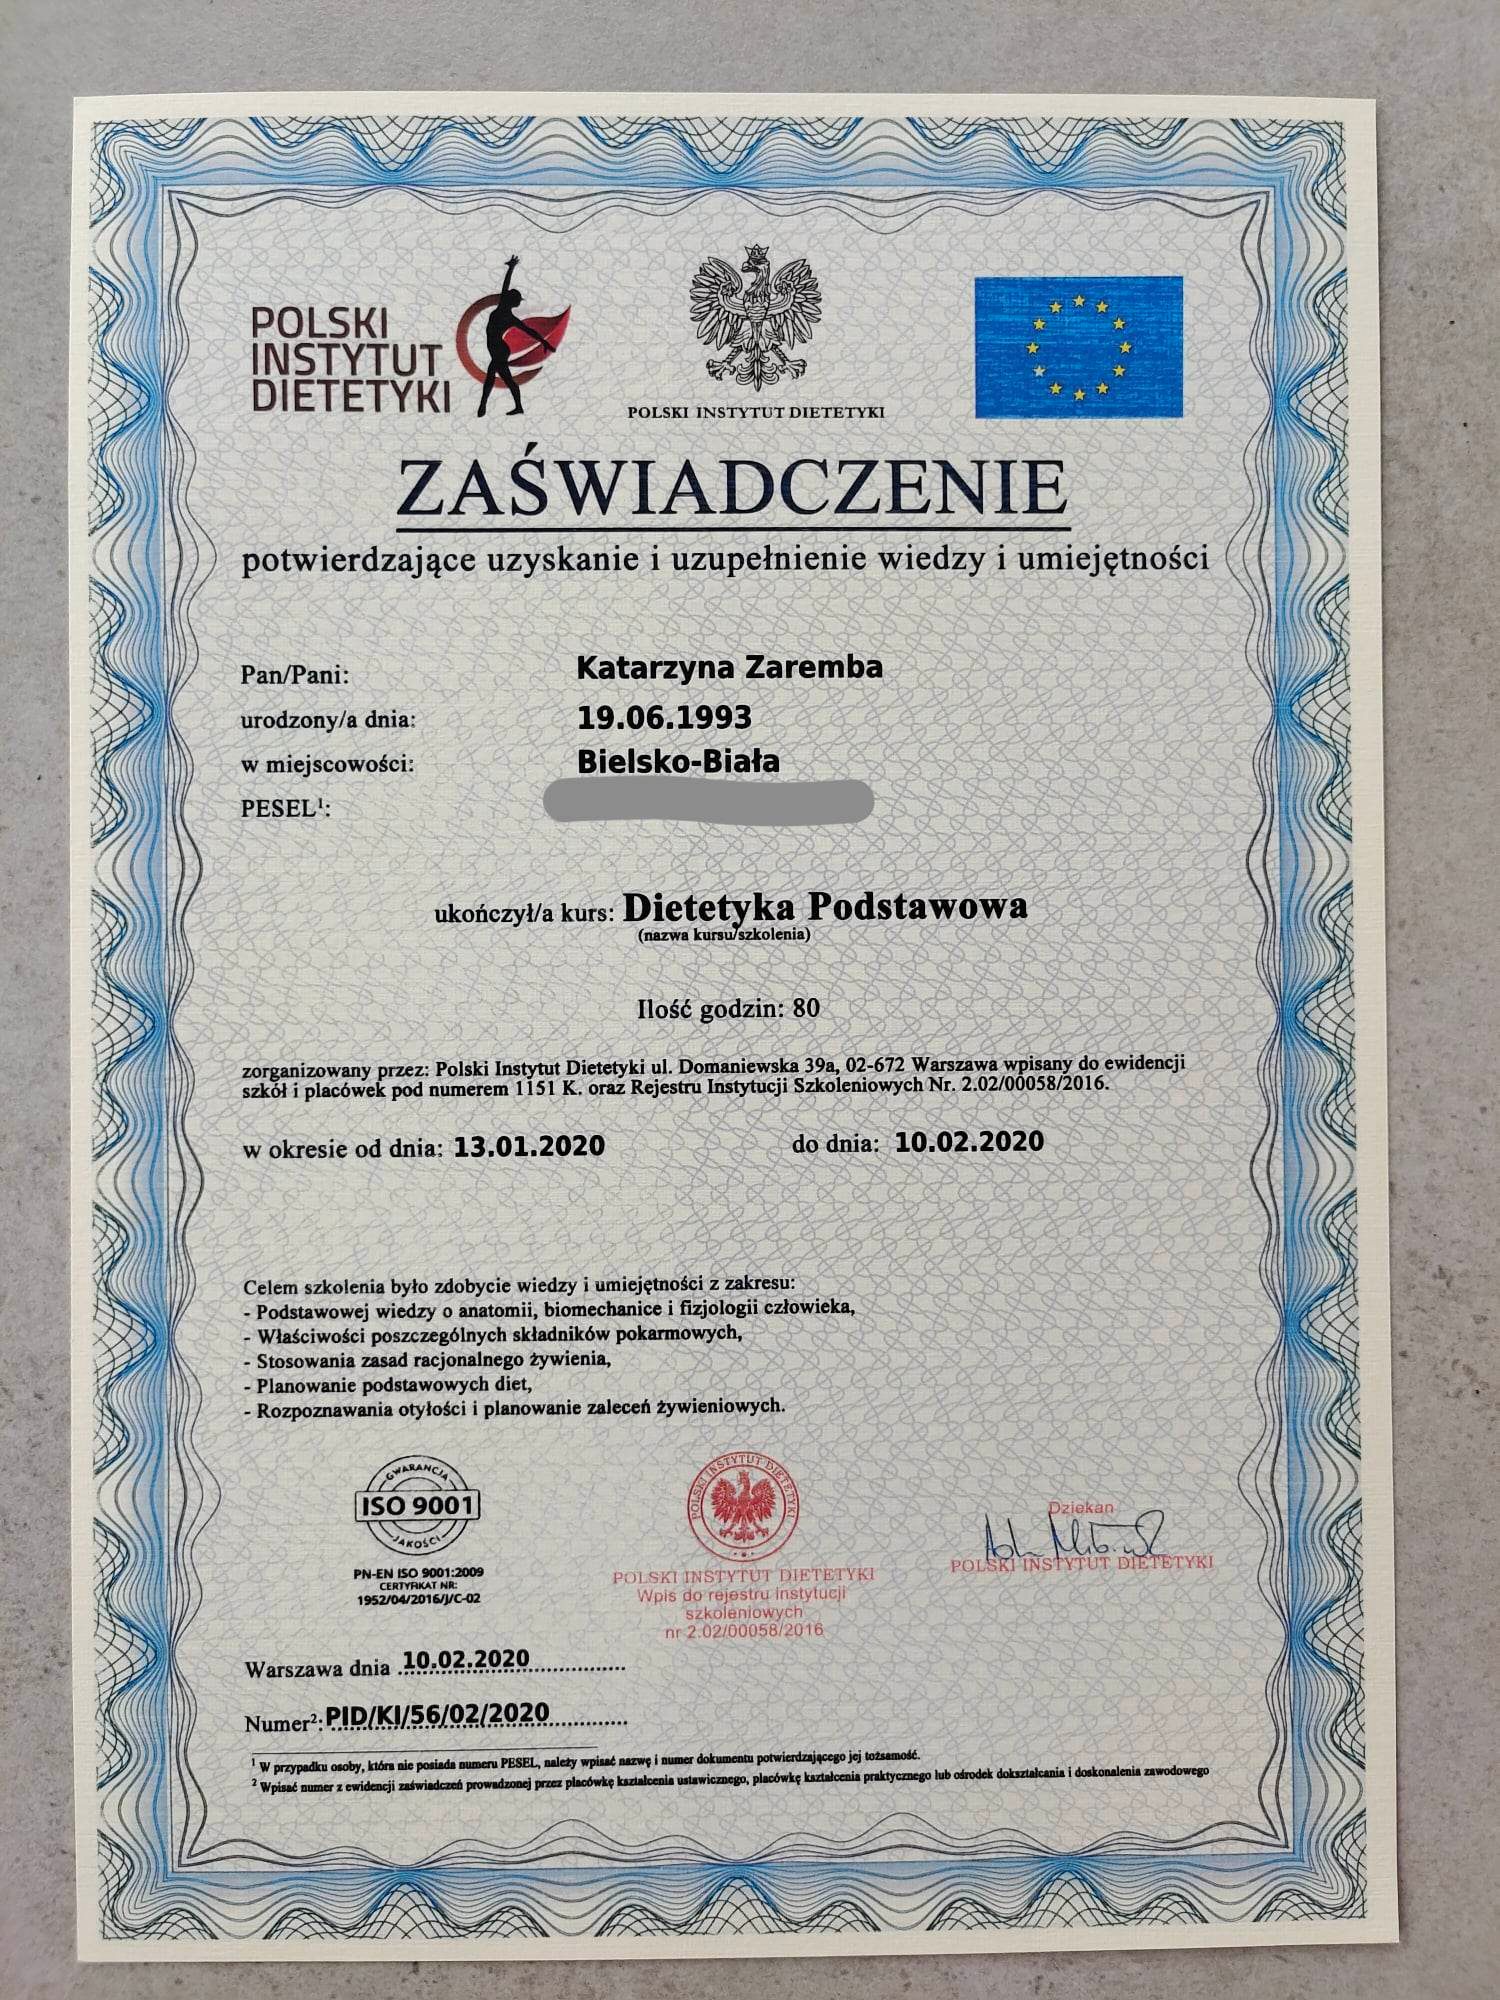 POLSKI
INSTYTUT
DIETETYKI
POLSKI INSTYTUT DIETETYKI
ZAŚWIADCZENIE
potwierdzające uzyskanie i uzupełnienie wiedzy i umiejętności
Pan/Pani: Katarzyna Zaremba
urodzony/a dnia: 19.06.1993
w miejscowości: Bielsko-Biała
PESEL¹:
ukończył/a kurs: Dietetyka Podstawowa
(nazwa kursu/szkolenia)
Ilość godzin: 80
zorganizowany przez: Polski Instytut Dietetyki ul. Domaniewska 39a, 02-672 Warszawa wpisany do ewidencji
szkół i placówek pod numerem 1151 K. oraz Rejestru Instytucji Szkoleniowych Nr. 2.02/00058/2016.
w okresie od dnia: 13.01.2020 do dnia: 10.02.2020
Celem szkolenia było zdobycie wiedzy i umiejętności z zakresu:
- Podstawowej wiedzy o anatomii, biomechanice i fizjologii człowieka,
- Właściwości poszczególnych składników pokarmowych,
- Stosowania zasad racjonalnego żywienia,
- Planowanie podstawowych diet,
- Rozpoznawania otyłości i planowanie zaleceń żywieniowych.
GWARANCJA
ISO 9001
JAKOŚCI
PN-EN ISO 9001:2009
CERTYFIKAT NR:
1952/04/2016/J/C-02
POLSKI INSTYTUT DIETETYKI
POLSKI INSTYTUT DIETETYKI
Wpis do rejestru instytucji
szkoleniowych
nr 2.02/00058/2016
Dziekan
POLSKI INSTYTUT DIETETYKI
Warszawa dnia 10.02.2020
Numer²: PID/KI/56/02/2020
¹ W przypadku osoby, która nie posiada numeru PESEL, należy wpisać nazwę i numer dokumentu potwierdzającego jej tożsamość.
² Wpisać numer z ewidencji zaświadczeń prowadzonej przez placówkę kształcenia ustawicznego, placówkę kształcenia praktycznego lub ośrodek dokształcania i doskonalenia zawodowego